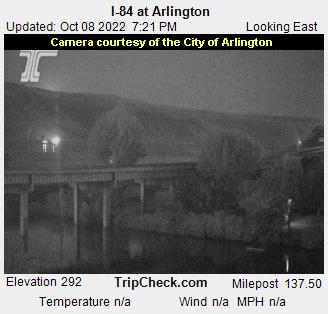 I-84 at Arlington
Updated: Oct 08 2022 7:21 PM Looking East
Camera courtesy of the City of Arlington
Elevation 292 TripCheck.com Milepost 137.50
Temperature n/a Wind n/a MPH n/a